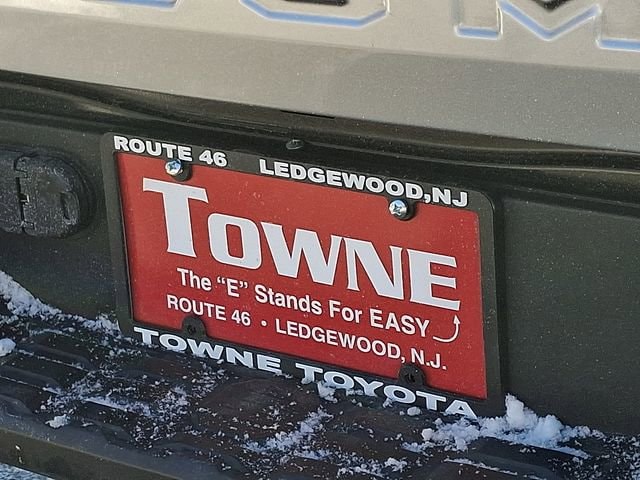 ROUTE 46 LEDGEWOOD,NJ
TOWNE
The “E” Stands For EASY
ROUTE 46 • LEDGEWOOD, N.J.
TOWNE TOYOTA